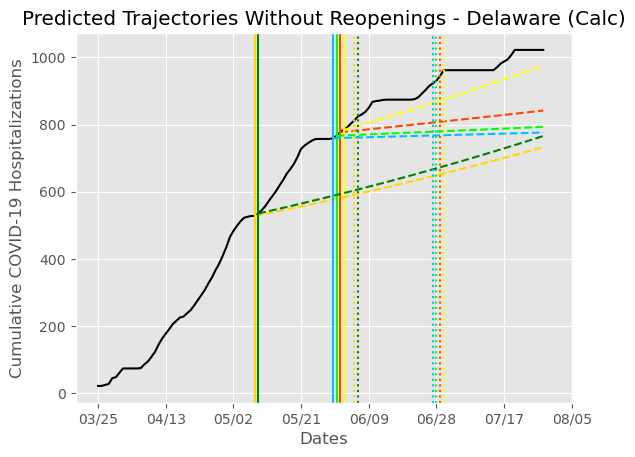 Predicted Trajectories Without Reopenings - Delaware (Calc)
Cumulative COVID-19 Hospitalizations
1000
800
600
400
200
0
03/25 04/13 05/02 05/21 06/09 06/28 07/17 08/05
Dates